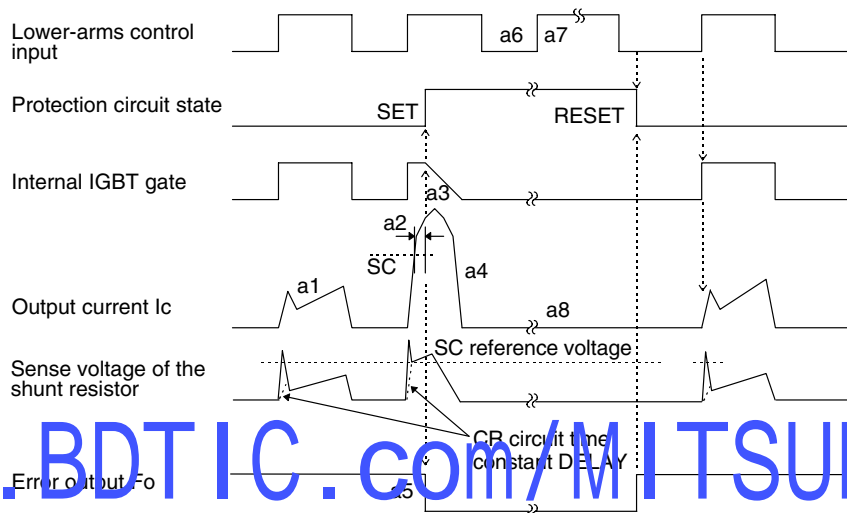 Lower-arms control
input
a6
a7
Protection circuit state
SET
RESET
Internal IGBT gate
a3
a2
SC
a4
a1
Output current Ic
a8
SC reference voltage
Sense voltage of the
shunt resistor
CR circuit time
constant DELAY
.BDTIC.com/MITSU
Error output Fo
a5